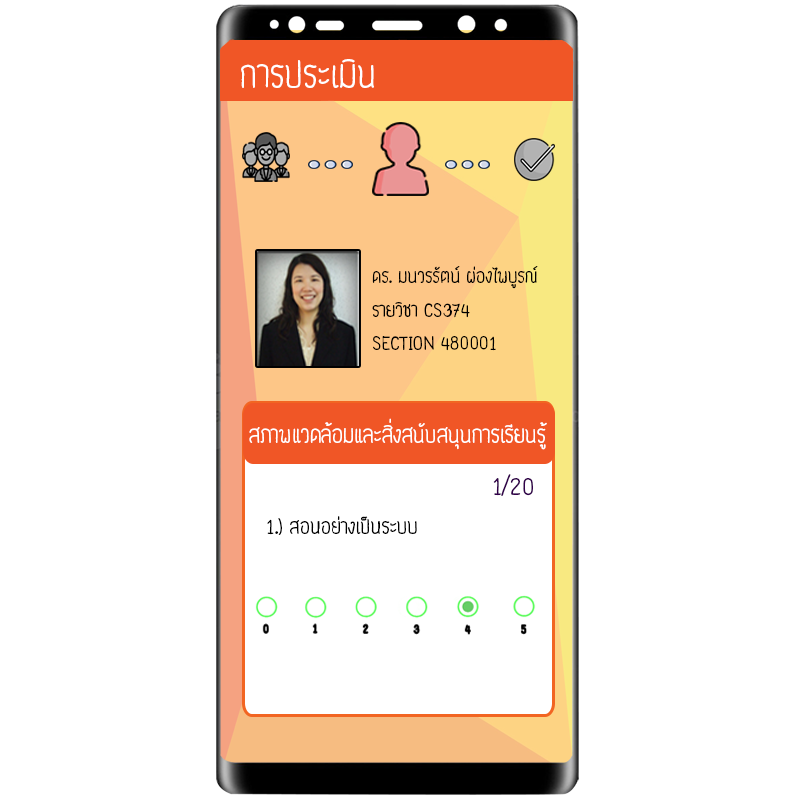 การประเมิน
ดร. มนวรรัตน์ ผ่องไพบูรณ์
รายวิชา CS374
SECTION 480001
สภาพแวดล้อมและสิ่งสนับสนุนการเรียนรู้
1/20
1.) สอนอย่างเป็นระบบ
0 1 2 3 4 5